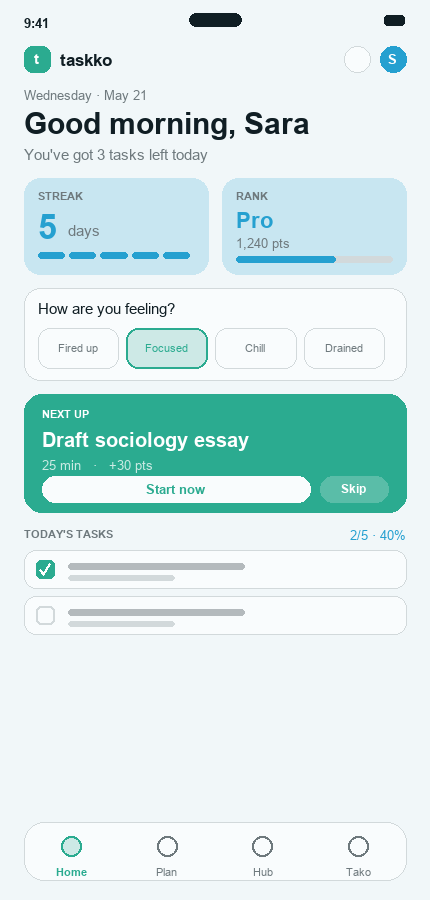 9:41
t taskko S
Wednesday · May 21
Good morning, Sara
You've got 3 tasks left today
STREAK
5 days
RANK
Pro
1,240 pts
How are you feeling?
Fired up Focused Chill Drained
NEXT UP
Draft sociology essay
25 min · +30 pts
Start now Skip
TODAY'S TASKS 2/5 · 40%
Home Plan Hub Tako